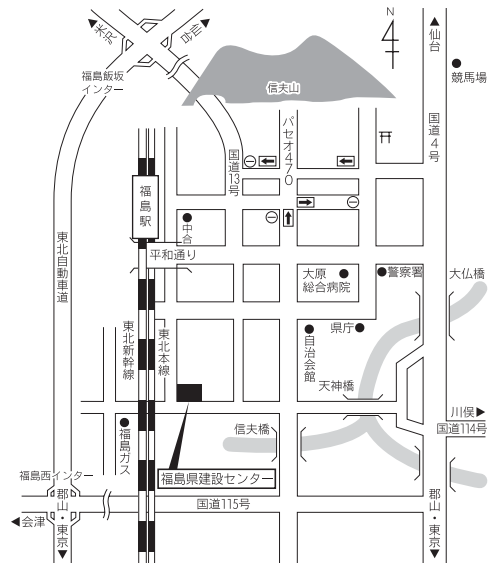 米沢
仙台
N
仙台
競馬場
福島飯坂
インター
信夫山
国道4号
パセオ470
国道13号
福島駅
中合
平和通り
東北自動車道
大原
総合病院
警察署
大仏橋
東北新幹線
東北本線
県庁
自治会館
天神橋
川俣
国道114号
信夫橋
福島ガス
福島西インター
福島県建設センター
国道115号
会津
郡山・東京
郡山・東京